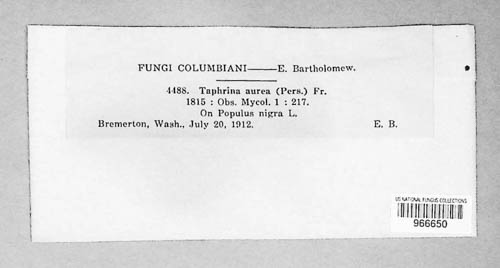 FUNGI COLUMBIANI——E. Bartholomew.
4488. Taphrina aurea (Pers.) Fr.
1815 : Obs. Mycol. 1 : 217.
On Populus nigra L.
Bremerton, Wash., July 20, 1912. E. B.
US NATIONAL FUNGUS COLLECTIONS
966650